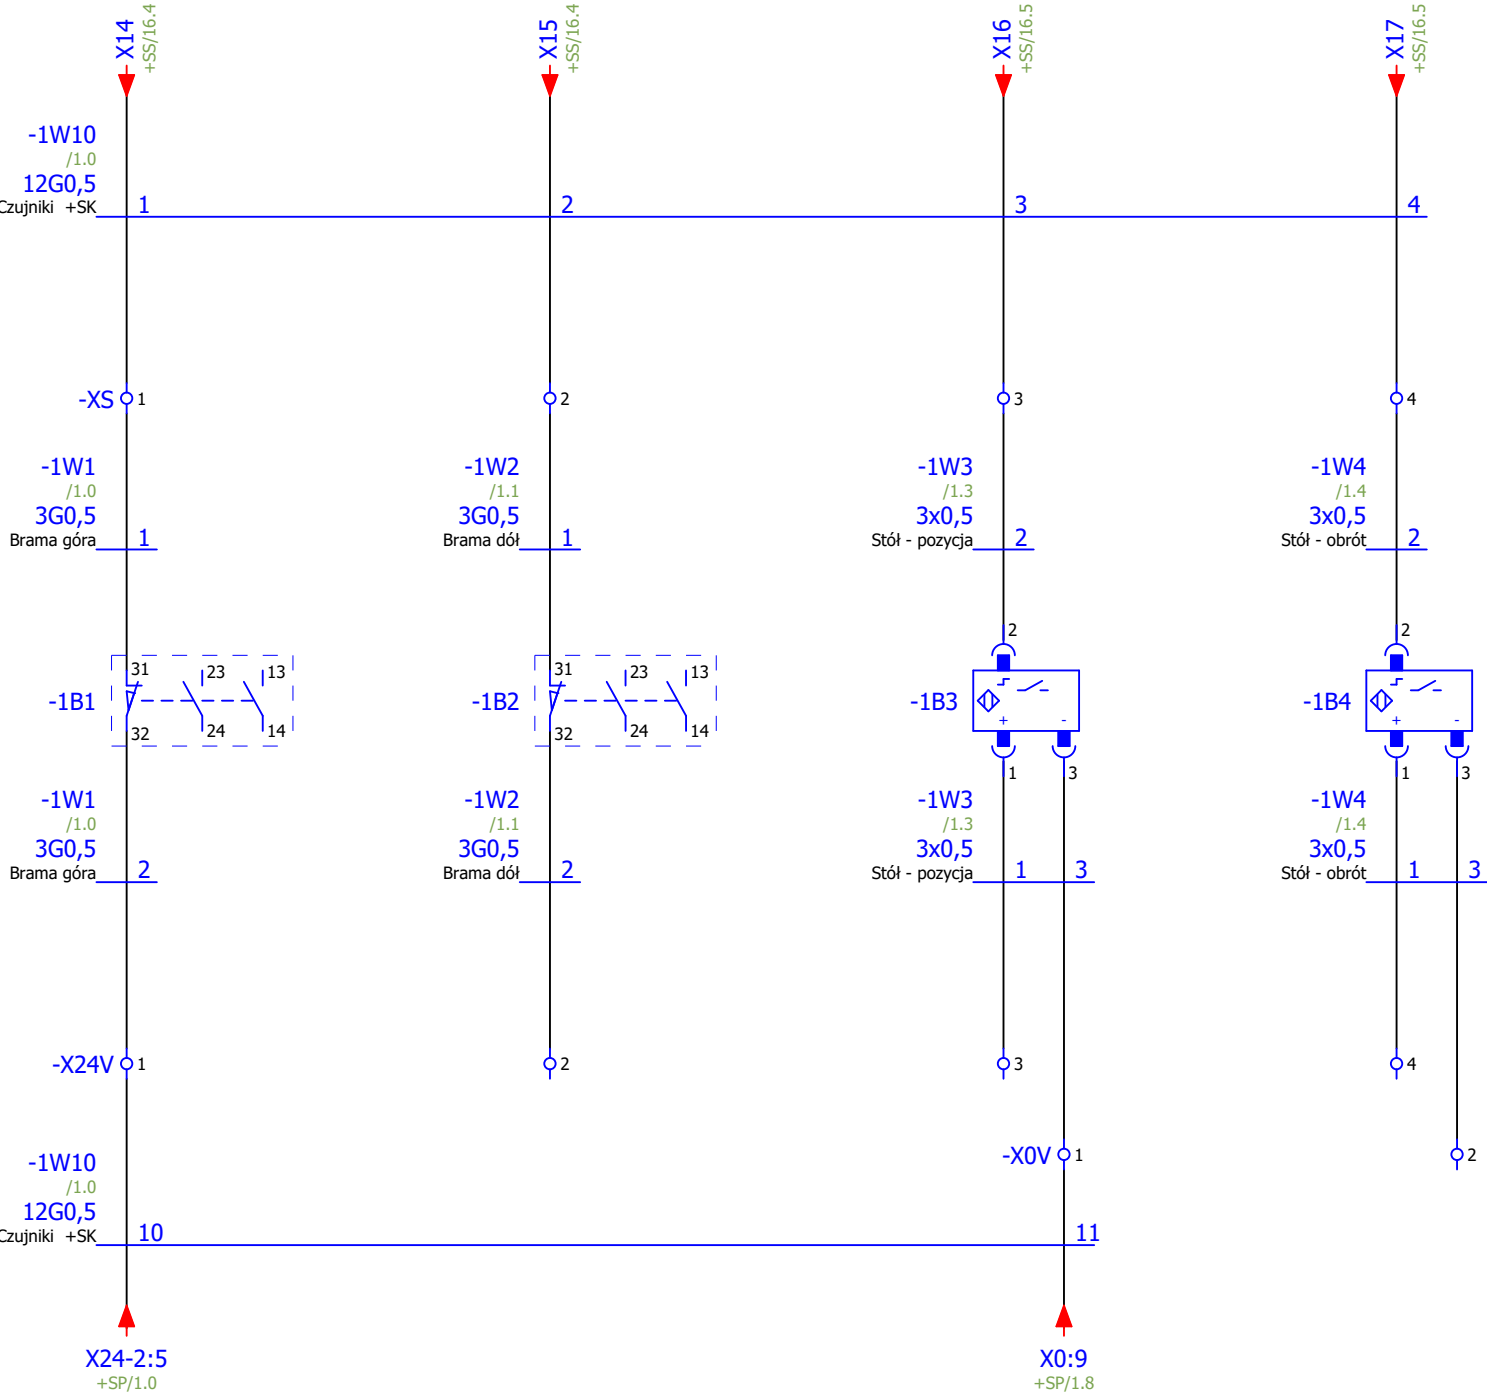 X14
+SS/16.4
X15
+SS/16.4
X16
+SS/16.5
X17
+SS/16.5
-1W10
/1.0
12G0,5
Czujniki +SK
1
2
3
4
-XS
1
2
3
4
-1W1
/1.0
3G0,5
Brama góra
1
-1W2
/1.1
3G0,5
Brama dół
1
-1W3
/1.3
3x0,5
Stół - pozycja
2
-1W4
/1.4
3x0,5
Stół - obrót
2
-1B1
31
23
13
32
24
14
-1B2
31
23
13
32
24
14
-1B3
2
+
-
1
3
-1B4
2
+
-
1
3
-1W1
/1.0
3G0,5
Brama góra
2
-1W2
/1.1
3G0,5
Brama dół
2
-1W3
/1.3
3x0,5
Stół - pozycja
1
3
-1W4
/1.4
3x0,5
Stół - obrót
1
3
-X24V
1
2
3
4
-X0V
1
2
-1W10
/1.0
12G0,5
Czujniki +SK
10
11
X24-2:5
+SP/1.0
X0:9
+SP/1.8